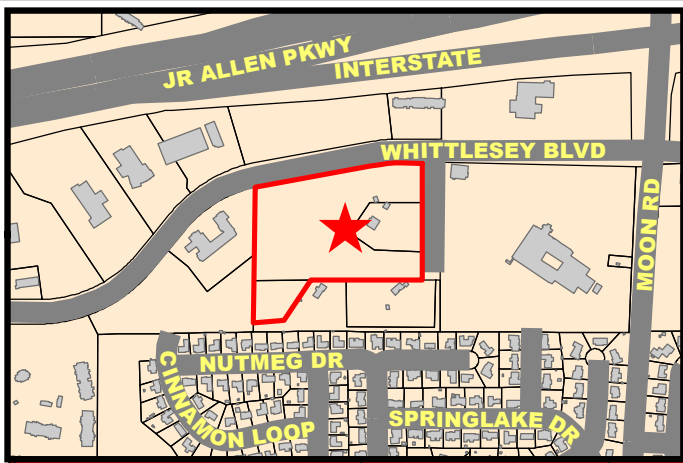 JR ALLEN PKWY
INTERSTATE
WHITTLESEY BLVD
MOON RD
NUTMEG DR
CINNAMON LOOP
SPRINGLAKE DR